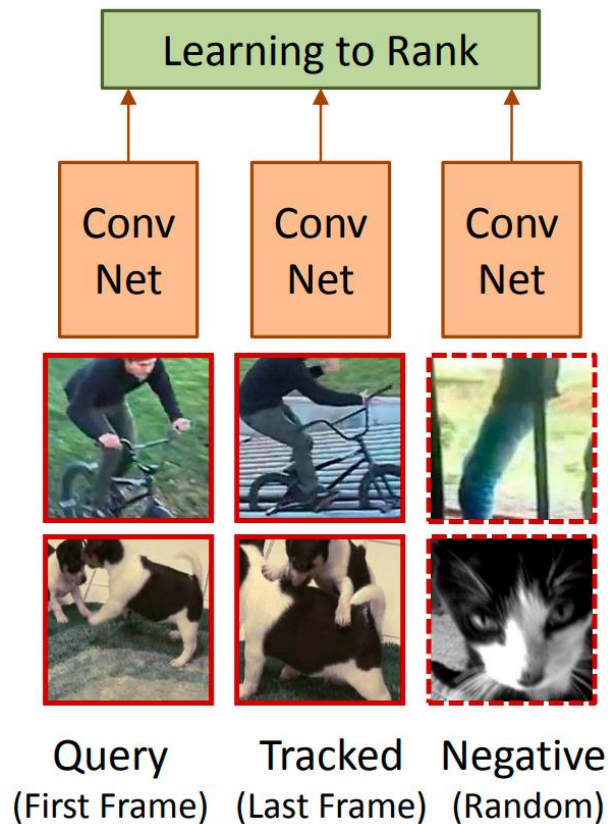 Learning to Rank
Conv Net
Conv Net
Conv Net
Query
(First Frame)
Tracked
(Last Frame)
Negative
(Random)